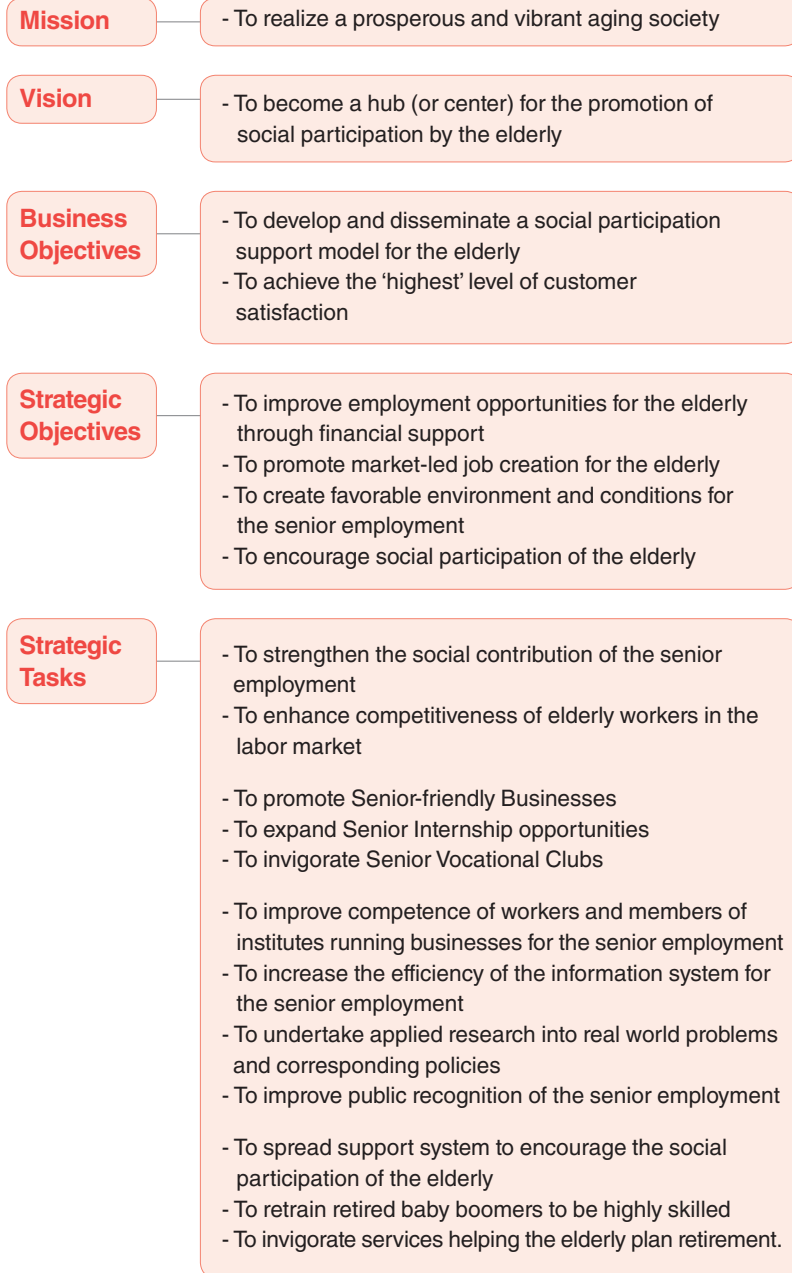 Mission
- To realize a prosperous and vibrant aging society
Vision
- To become a hub (or center) for the promotion of
social participation by the elderly
Business
Objectives
- To develop and disseminate a social participation
support model for the elderly
- To achieve the ‘highest’ level of customer
satisfaction
Strategic
Objectives
- To improve employment opportunities for the elderly
through financial support
- To promote market-led job creation for the elderly
- To create favorable environment and conditions for
the senior employment
- To encourage social participation of the elderly
Strategic
Tasks
- To strengthen the social contribution of the senior
employment
- To enhance competitiveness of elderly workers in the
labor market
- To promote Senior-friendly Businesses
- To expand Senior Internship opportunities
- To invigorate Senior Vocational Clubs
- To improve competence of workers and members of
institutes running businesses for the senior employment
- To increase the efficiency of the information system for
the senior employment
- To undertake applied research into real world problems
and corresponding policies
- To improve public recognition of the senior employment
- To spread support system to encourage the social
participation of the elderly
- To retrain retired baby boomers to be highly skilled
- To invigorate services helping the elderly plan retirement.